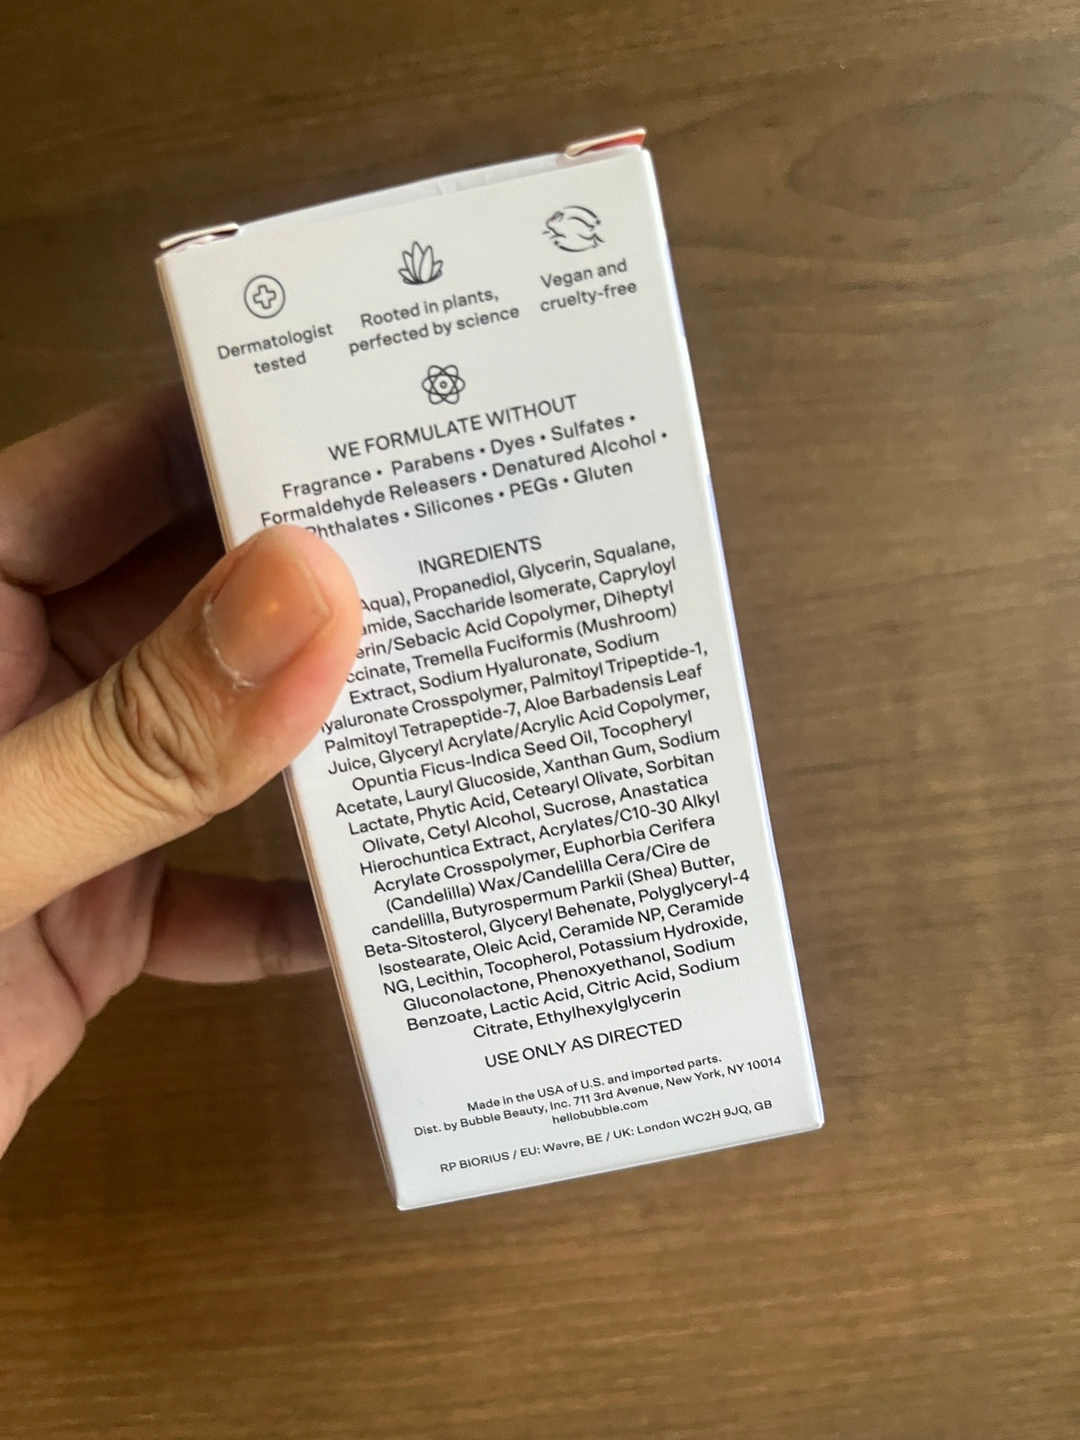 Dermatologist
tested
Rooted in plants,
perfected by science
Vegan and
cruelty-free
WE FORMULATE WITHOUT
Fragrance • Parabens • Dyes • Sulfates •
Formaldehyde Releasers • Denatured Alcohol •
Phthalates • Silicones • PEGs • Gluten
INGREDIENTS
Aqua), Propanediol, Glycerin, Squalane,
Saccharide Isomerate, Capryloyl
Acid Copolymer, Diheptyl
Tremella Fuciformis (Mushroom)
Extract, Sodium Hyaluronate, Sodium
Hyaluronate Crosspolymer, Palmitoyl Tripeptide-1,
Palmitoyl Tetrapeptide-7, Aloe Barbadensis Leaf
Juice, Glyceryl Acrylate/Acrylic Acid Copolymer,
Opuntia Ficus-Indica Seed Oil, Tocopheryl
Acetate, Lauryl Glucoside, Xanthan Gum, Sodium
Lactate, Phytic Acid, Cetearyl Olivate, Sorbitan
Olivate, Cetyl Alcohol, Sucrose, Anastatica
Hierochuntica Extract, Acrylates/C10-30 Alkyl
Acrylate Crosspolymer, Euphorbia Cerifera
(Candelilla) Wax/Candelilla Cera/Cire de
candelilla, Butyrospermum Parkii (Shea) Butter,
Beta-Sitosterol, Glyceryl Behenate, Polyglyceryl-4
Isostearate, Oleic Acid, Ceramide NP, Ceramide
NG, Lecithin, Tocopherol, Potassium Hydroxide,
Gluconolactone, Phenoxyethanol, Sodium
Benzoate, Lactic Acid, Citric Acid, Sodium
Citrate, Ethylhexylglycerin
USE ONLY AS DIRECTED
Made in the USA of U.S. and imported parts.
Dist. by Bubble Beauty, Inc. 711 3rd Avenue, New York, NY 10014
hellobubble.com
RP BIORIUS / EU: Wavre, BE / UK: London WC2H 9JQ, GB